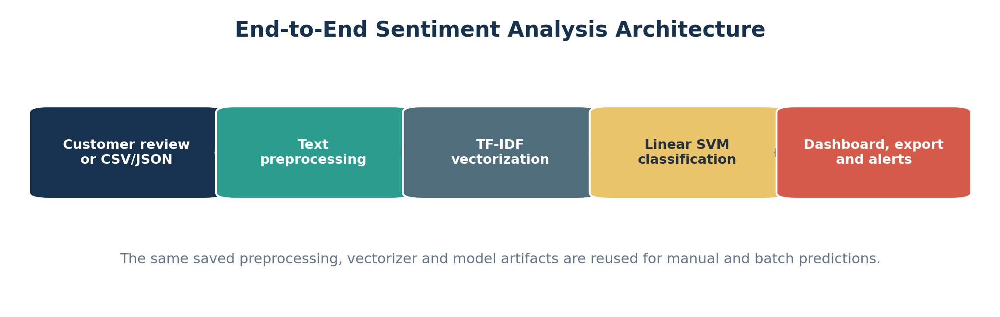 End-to-End Sentiment Analysis Architecture
Customer review
or CSV/JSON
Text
preprocessing
TF-IDF
vectorization
Linear SVM
classification
Dashboard, export
and alerts
The same saved preprocessing, vectorizer and model artifacts are reused for manual and batch predictions.